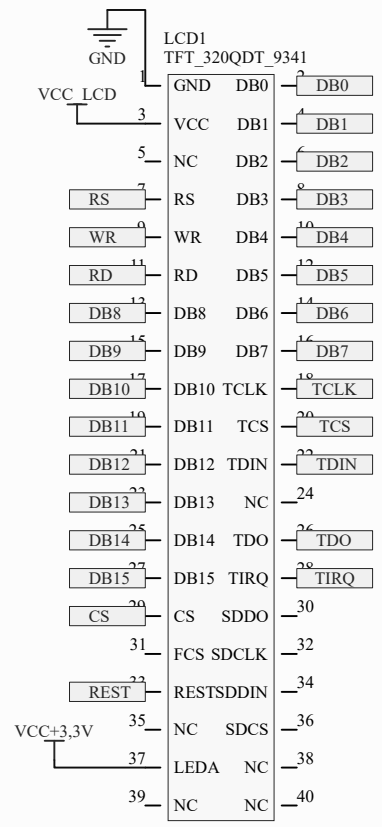 LCD1
TFT_320QDT_9341
GND
VCC_LCD
1 GND DB0 2 DB0
3 VCC DB1 4 DB1
5 NC DB2 6 DB2
RS 7 RS DB3 8 DB3
WR 9 WR DB4 10 DB4
RD 11 RD DB5 12 DB5
DB8 13 DB8 DB6 14 DB6
DB9 15 DB9 DB7 16 DB7
DB10 17 DB10 TCLK 18 TCLK
DB11 19 DB11 TCS 20 TCS
DB12 21 DB12 TDIN 22 TDIN
DB13 23 DB13 NC 24
DB14 25 DB14 TDO 26 TDO
DB15 27 DB15 TIRQ 28 TIRQ
CS 29 CS SDDO 30
31 FCS SDCLK 32
REST 33 REST SDDIN 34
VCC+3,3V
35 NC SDCS 36
37 LEDA NC 38
39 NC NC 40